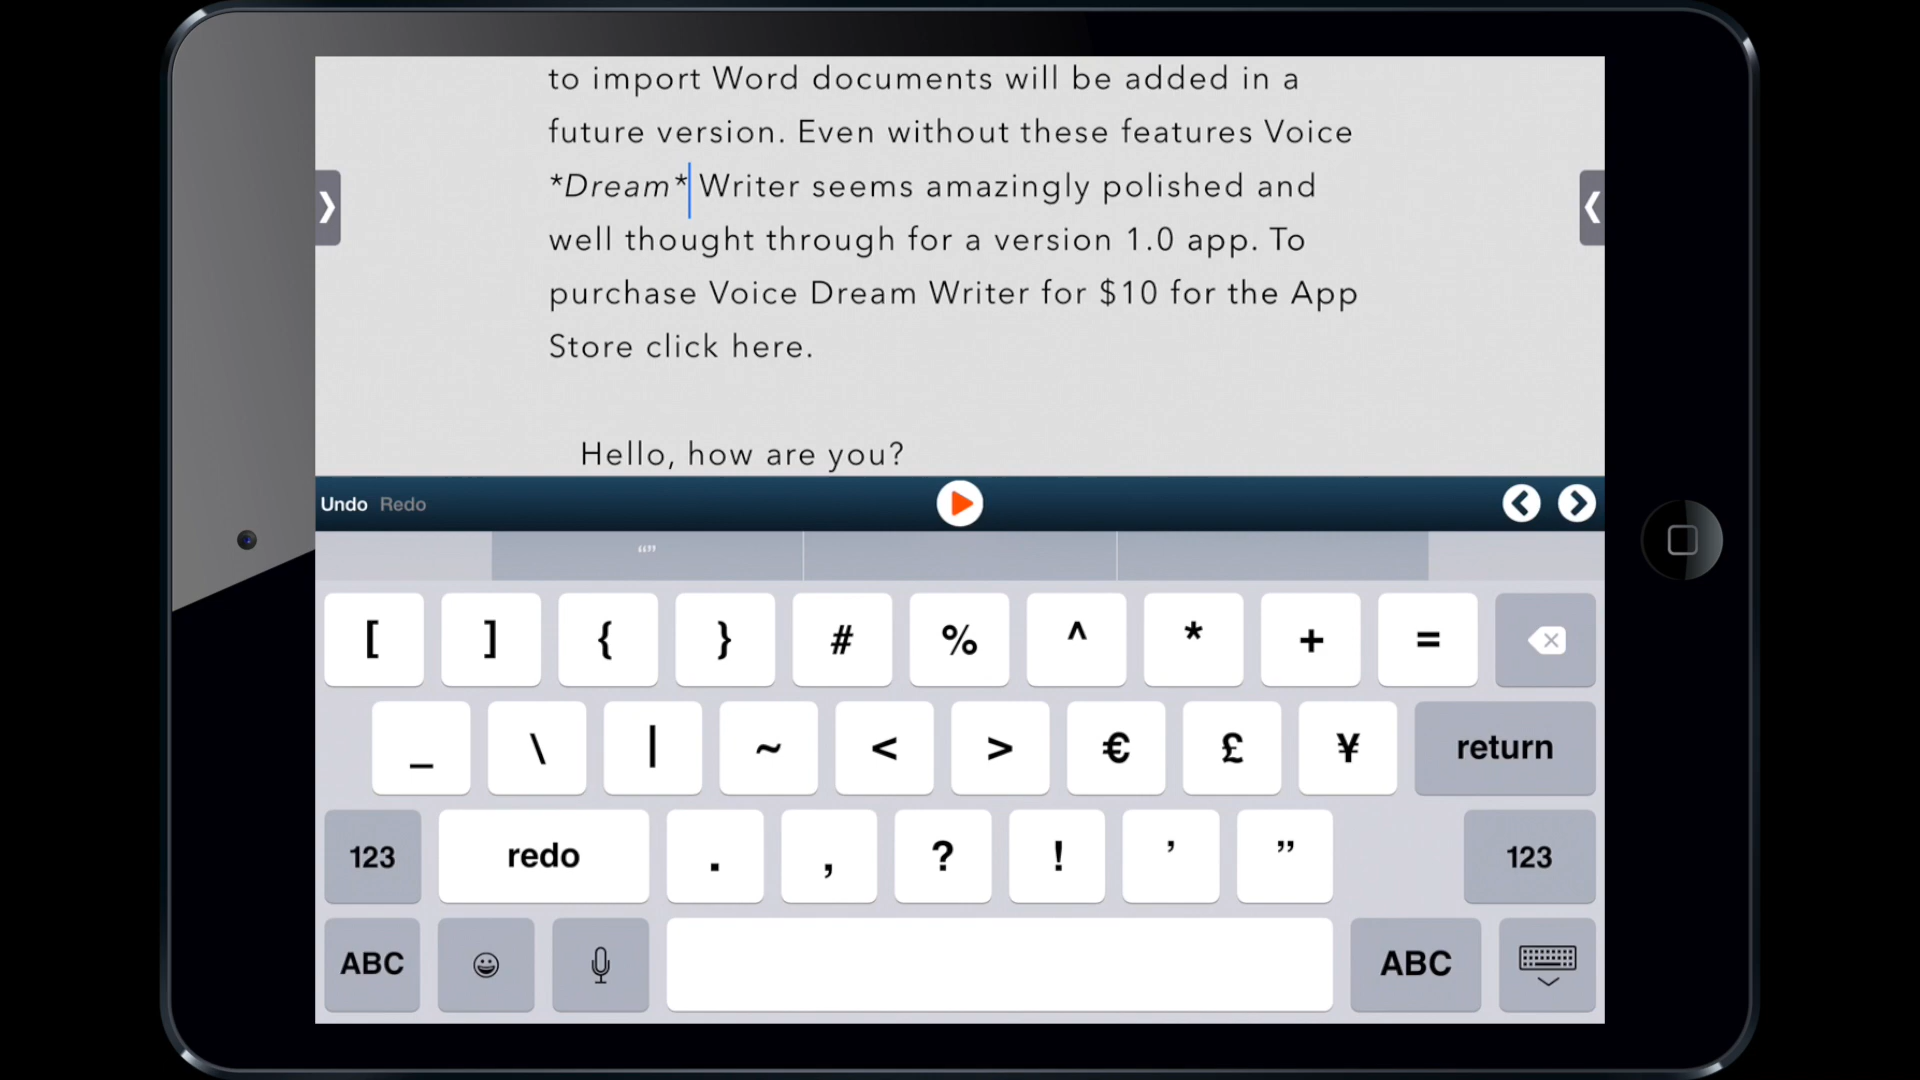 to import Word documents will be added in a
future version. Even without these features Voice
*Dream* Writer seems amazingly polished and
well thought through for a version 1.0 app. To
purchase Voice Dream Writer for $10 for the App
Store click here.
Hello, how are you?
Undo Redo
“”
[ ] { } # % ^ * + =
_ \ | ~ < > € £ ¥ return
123 redo . , ? ! ’ ” 123
ABC ABC